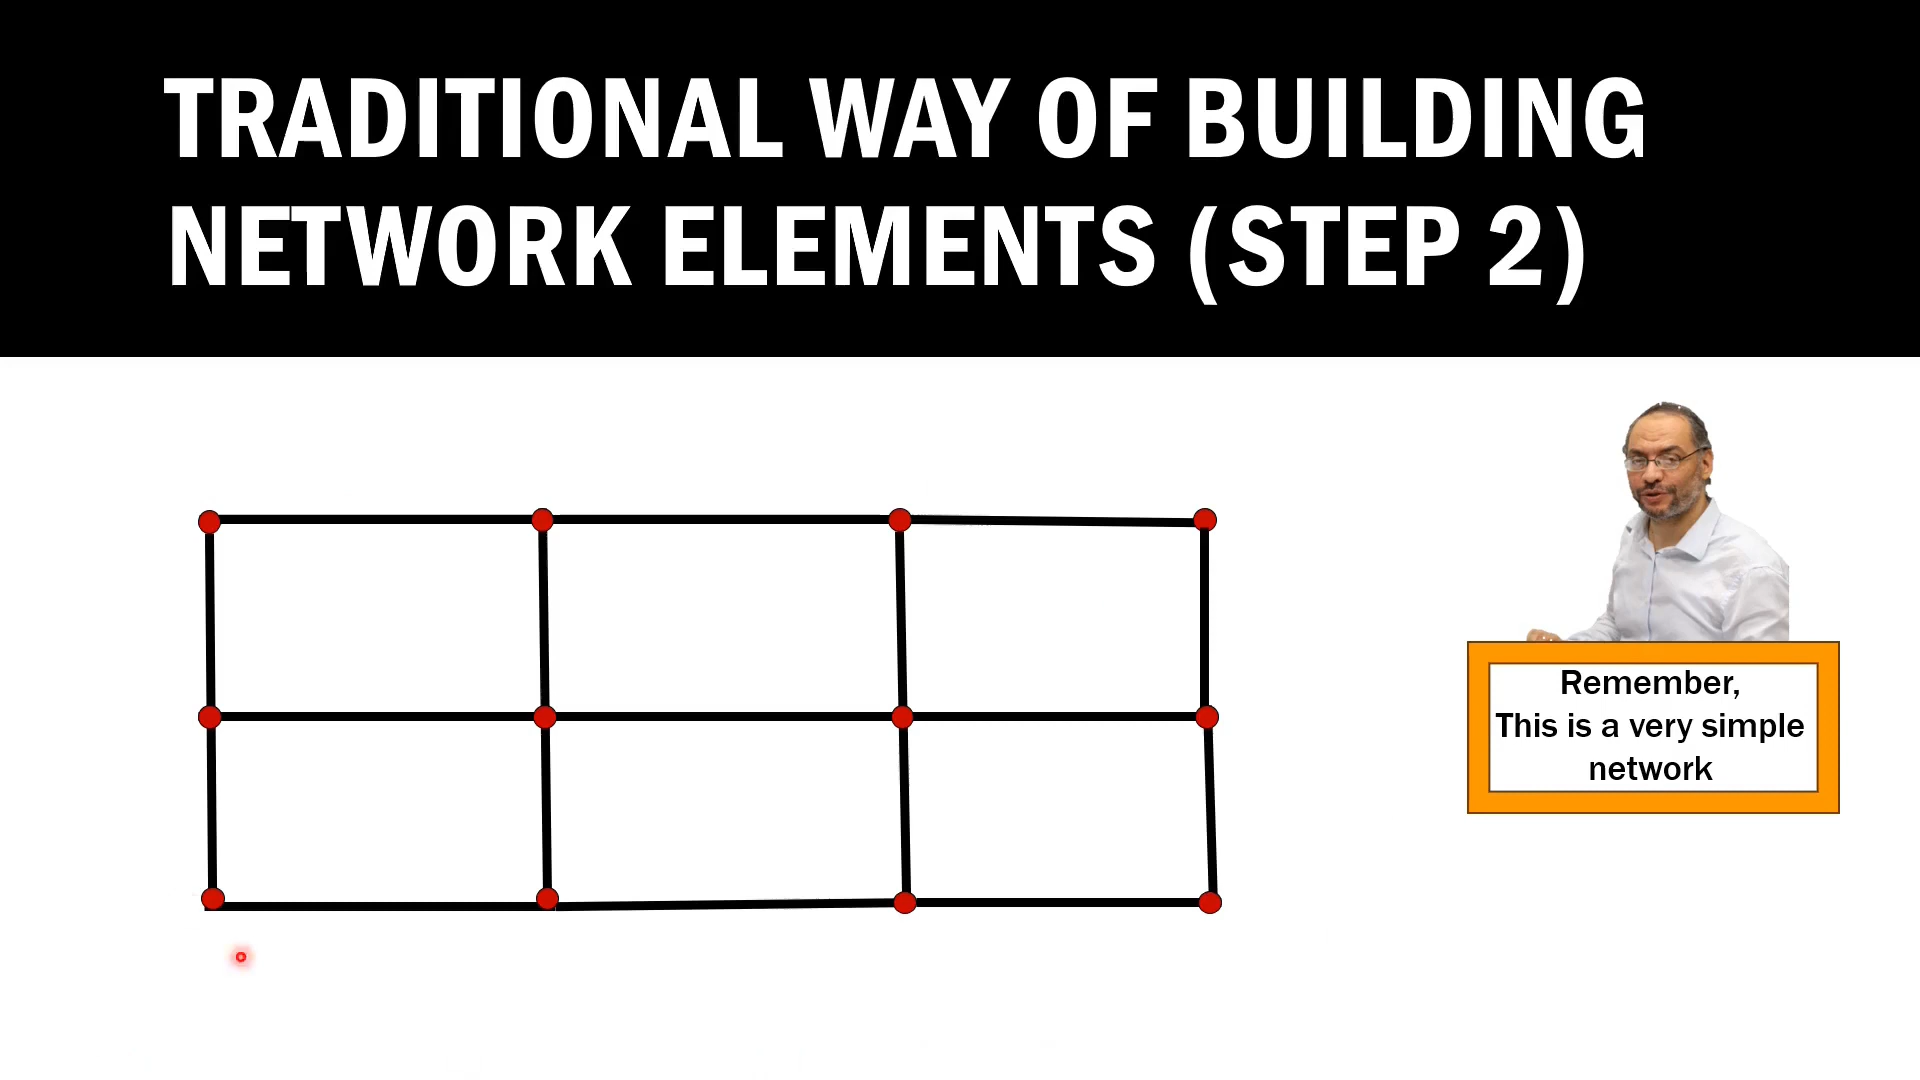 TRADITIONAL WAY OF BUILDING
NETWORK ELEMENTS (STEP 2)
Remember,
This is a very simple
network